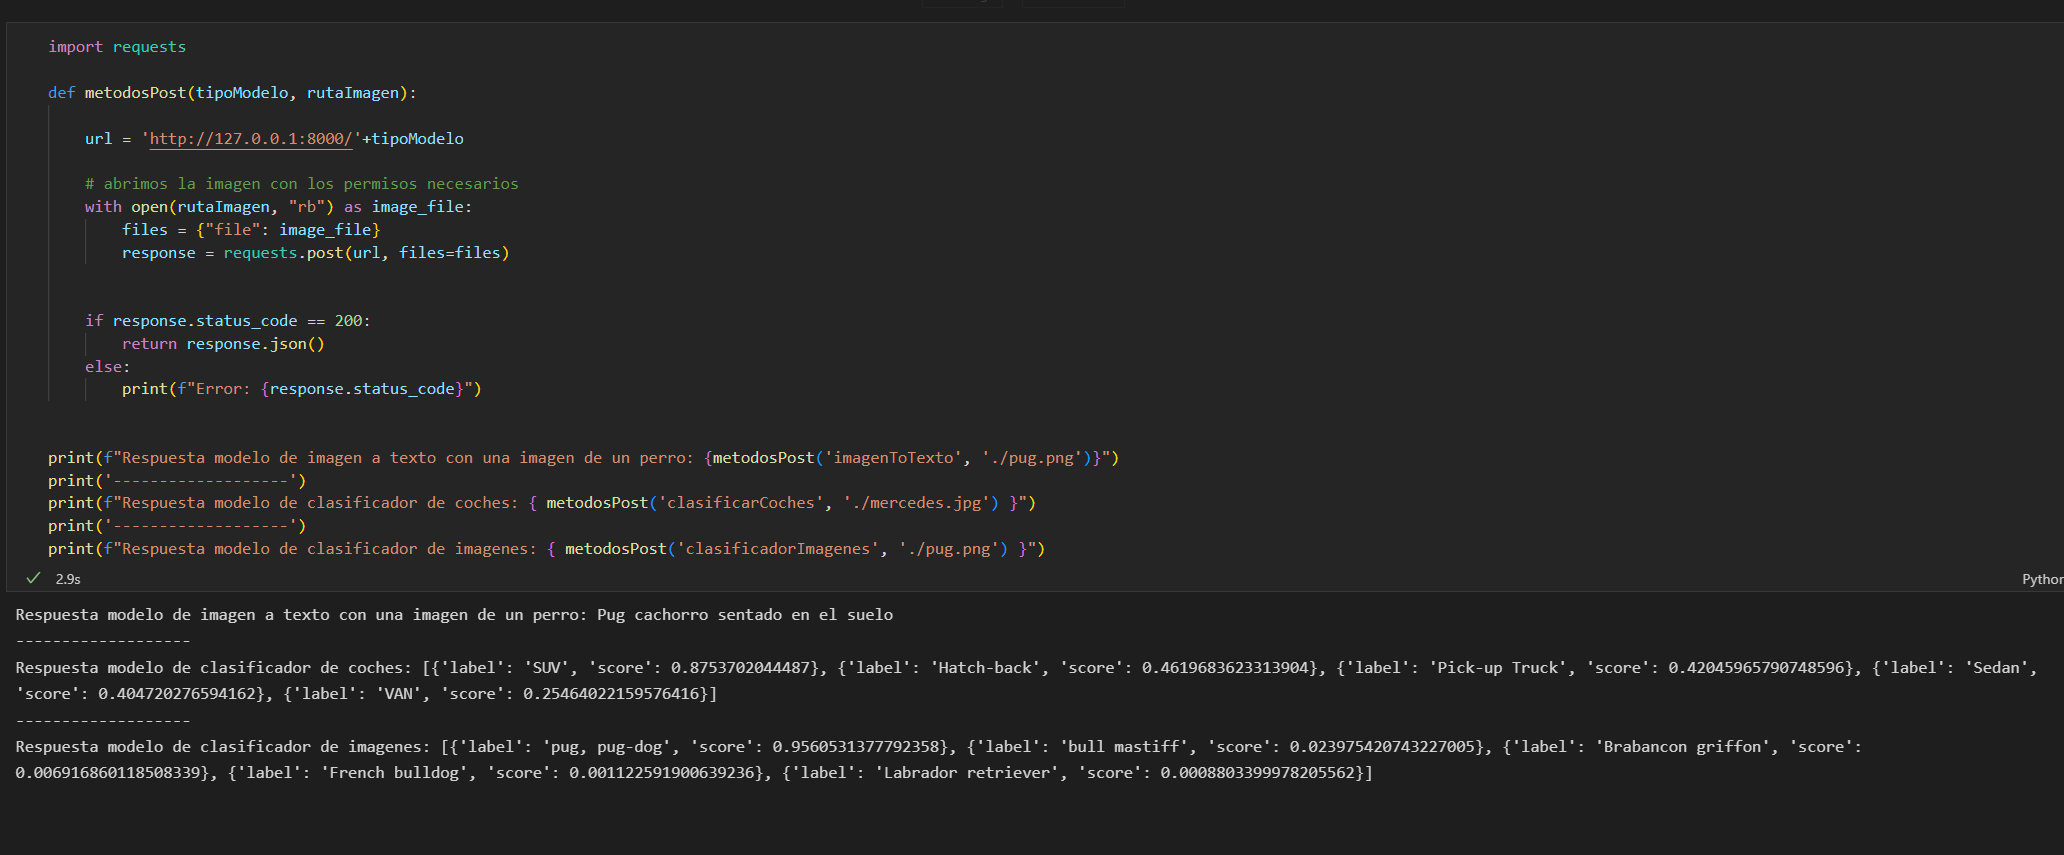 import requests
def metodosPost(tipoModelo, rutaImagen):
url = 'http://127.0.0.1:8000/'+tipoModelo
# abrimos la imagen con los permisos necesarios
with open(rutaImagen, "rb") as image_file:
files = {"file": image_file}
response = requests.post(url, files=files)
if response.status_code == 200:
return response.json()
else:
print(f"Error: {response.status_code}")
print(f"Respuesta modelo de imagen a texto con una imagen de un perro: {metodosPost('imagenToTexto', './pug.png')}")
print('-------------------')
print(f"Respuesta modelo de clasificador de coches: { metodosPost('clasificarCoches', './mercedes.jpg') }")
print('-------------------')
print(f"Respuesta modelo de clasificador de imagenes: { metodosPost('clasificadorImagenes', './pug.png') }")
2.9s
Python
Respuesta modelo de imagen a texto con una imagen de un perro: Pug cachorro sentado en el suelo
-------------------
Respuesta modelo de clasificador de coches: [{'label': 'SUV', 'score': 0.8753702044487}, {'label': 'Hatch-back', 'score': 0.4619683623313904}, {'label': 'Pick-up Truck', 'score': 0.42045965790748596}, {'label': 'Sedan',
'score': 0.404720276594162}, {'label': 'VAN', 'score': 0.25464022159576416}]
-------------------
Respuesta modelo de clasificador de imagenes: [{'label': 'pug, pug-dog', 'score': 0.9560531377792358}, {'label': 'bull mastiff', 'score': 0.023975420743227005}, {'label': 'Brabancon griffon', 'score':
0.006916860118508339}, {'label': 'French bulldog', 'score': 0.001122591900639236}, {'label': 'Labrador retriever', 'score': 0.0008803399978205562}]